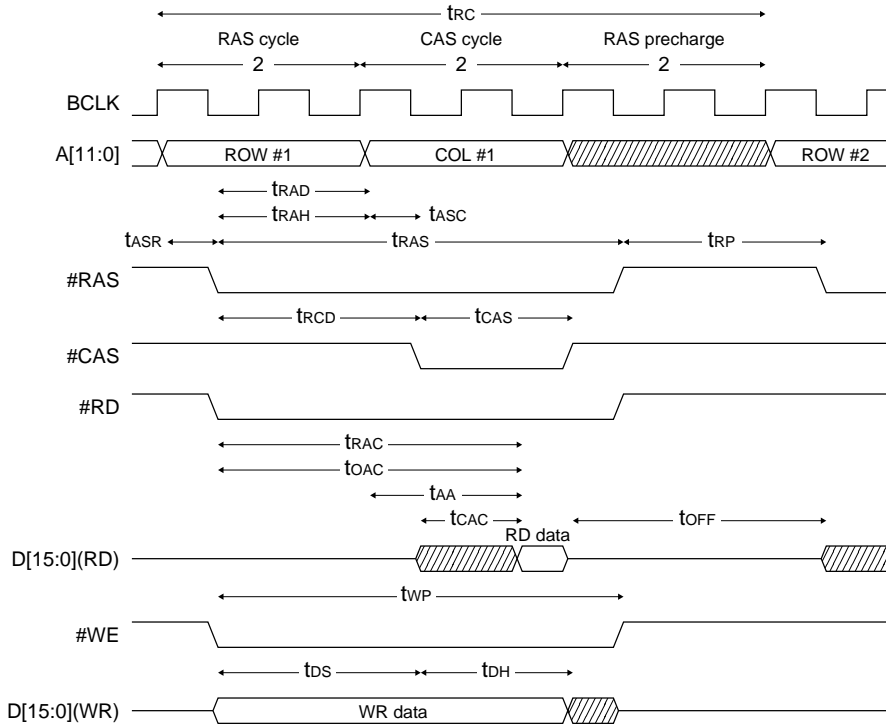 tRC
RAS cycle CAS cycle RAS precharge
2 2 2
BCLK
A[11:0] ROW #1 COL #1 ROW #2
tRAD
tRAH tASC
tASR tRAS tRP
#RAS
tRCD tCAS
#CAS
#RD
tRAC
tOAC
tAA
tCAC tOFF
RD data
D[15:0](RD)
tWP
#WE
tDS tDH
D[15:0](WR) WR data